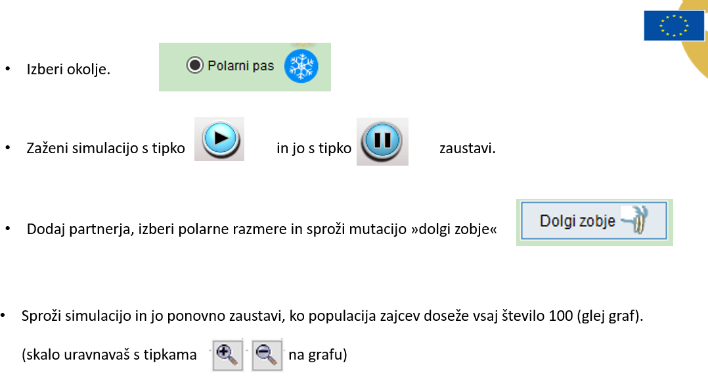 • Izberi okolje. Polarni pas
• Zaženi simulacijo s tipko in jo s tipko zaustavi.
• Dodaj partnerja, izberi polarne razmere in sproži mutacijo »dolgi zobje« Dolgi zobje
• Sproži simulacijo in jo ponovno zaustavi, ko populacija zajcev doseže vsaj število 100 (glej graf).
(skalo uravnavaš s tipkama na grafu)